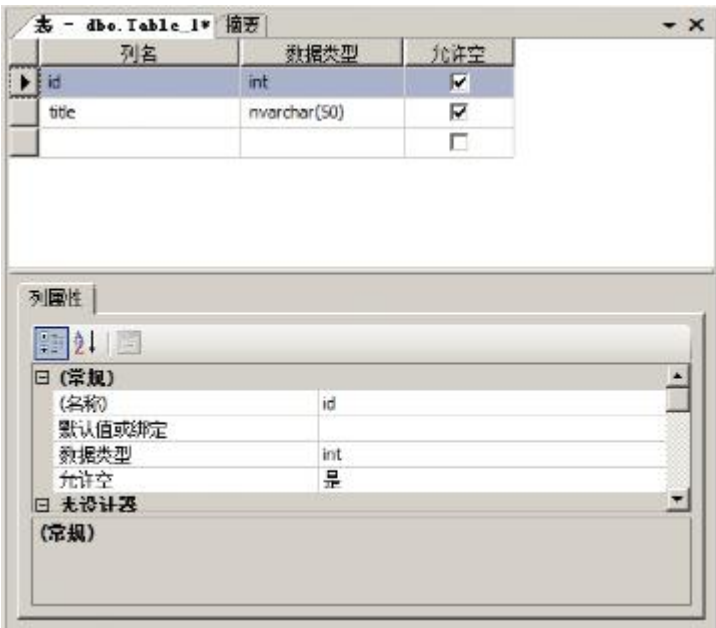 表 - dbo.Table_1* 摘要
列名 数据类型 允许空
id int
title nvarchar(50)
列属性
(常规)
(名称) id
默认值或绑定
数据类型 int
允许空 是
表设计器
(常规)